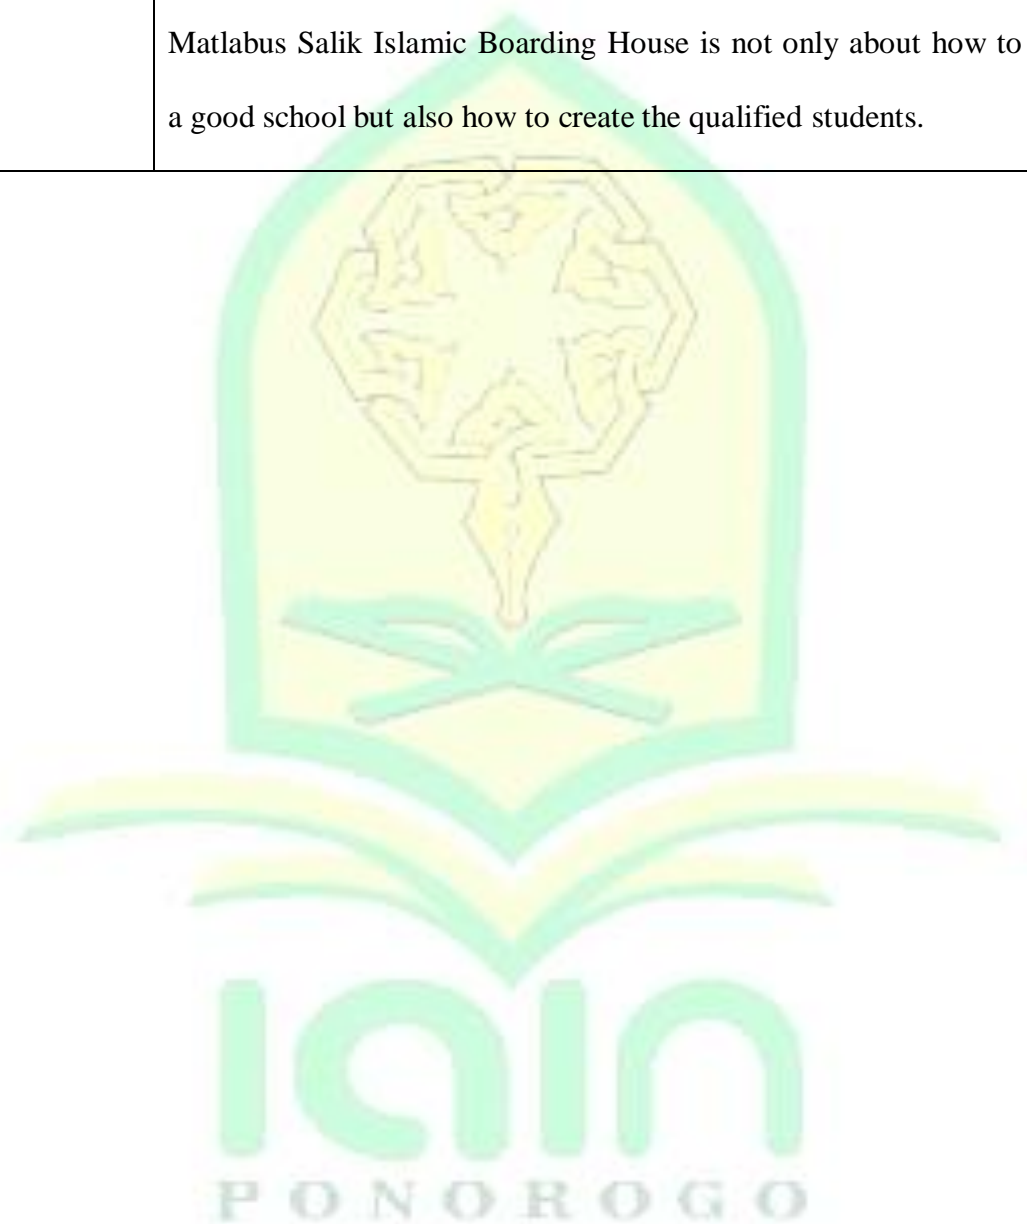 Matlabus Salik Islamic Boarding House is not only about how to
a good school but also how to create the qualified students.
iain
PONOROGO